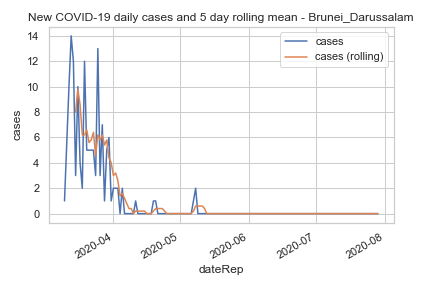 New COVID-19 daily cases and 5 day rolling mean - Brunei_Darussalam
cases
cases (rolling)
14
12
10
8
6
4
2
0
cases
2020-04
2020-05
2020-06
2020-07
2020-08
dateRep